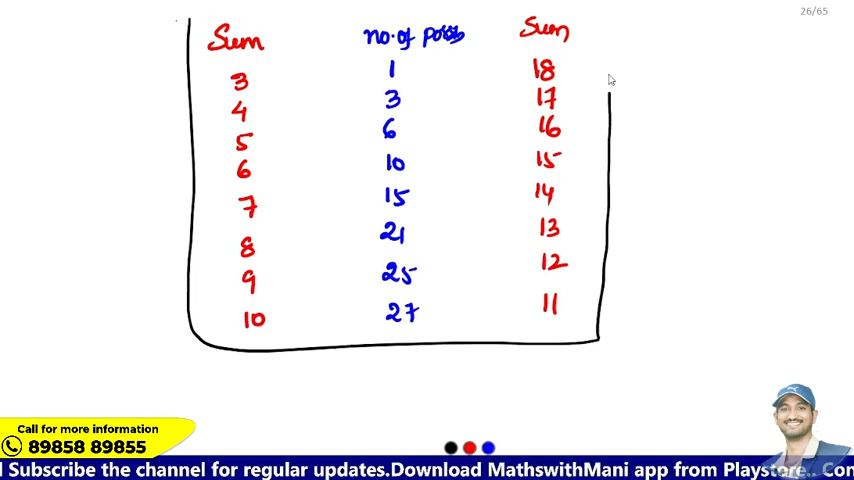 26/65
Sum no. of poss Sum
3 1 18
4 3 17
5 6 16
6 10 15
7 15 14
8 21 13
9 25 12
10 27 11
Call for more information
89858 89855
Subscribe the channel for regular updates.Download MathswithMani app from Playstore.. Con